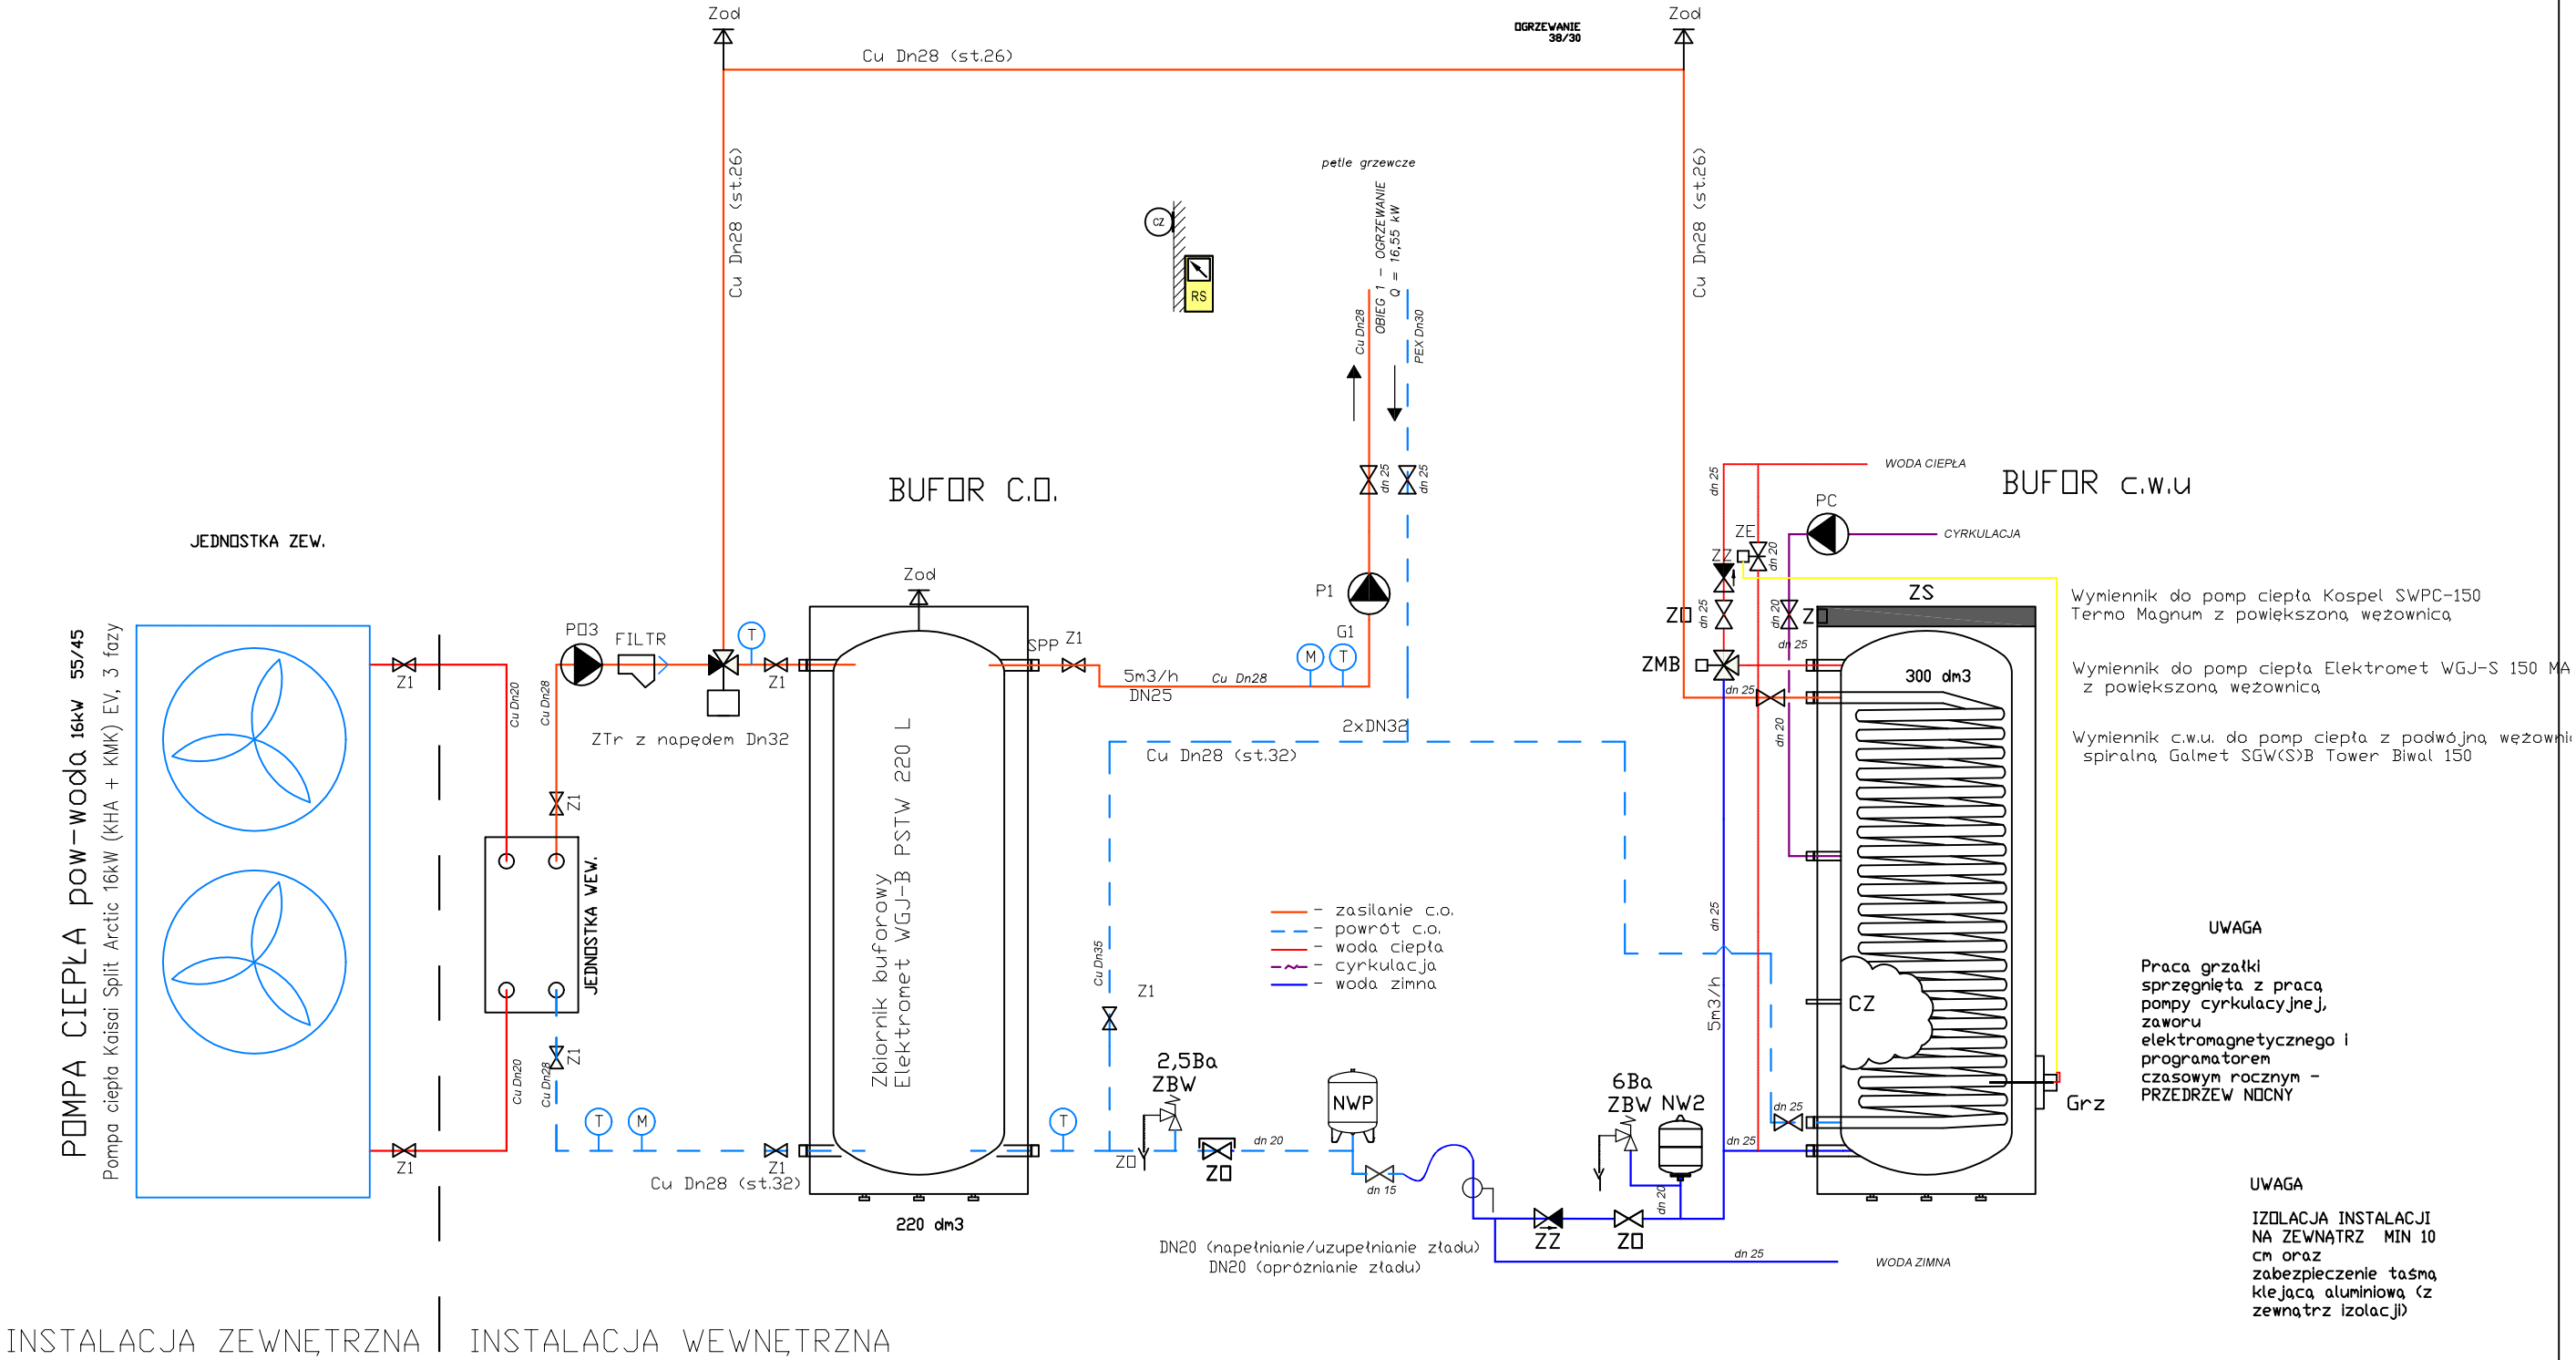 Zod
Cu Dn28 (st.26)
OGRZEWANIE
38/30
Zod
Cu Dn28 (st.26)
Cu Dn28 (st.26)
pętle grzewcze
CZ
RS
OBIEG 1 - OGRZEWANIE
Q = 16,55 kW
Cu Dn28
PEX Dn30
dn 25
dn 25
BUFOR C.O.
BUFOR c.w.u
WODA CIEPŁA
dn 25
PC
CYRKULACJA
ZE
ZZ
dn 20
JEDNOSTKA ZEW.
POMPA CIEPŁA pow-woda 16kW 55/45
Pompa ciepła Kaisai Split Arctic 16kW (KHA + KMK) EV, 3 fazy
Z1
Cu Dn20
Cu Dn28
PO3
FILTR
T
Z1
ZTr z napędem Dn32
Z1
JEDNOSTKA WEW.
Z1
Cu Dn20
Cu Dn28
Z1
T
M
Z1
Cu Dn28 (st.32)
Zod
Zbiornik buforowy
Elektromet WGJ-B PSTW 220 L
220 dm3
SPP
Z1
5m3/h
DN25
Cu Dn28
P1
G1
M
T
2xDN32
Cu Dn28 (st.32)
Cu Dn35
Z1
- zasilanie c.o.
- powrót c.o.
- woda ciepła
- cyrkulacja
- woda zimna
T
2,5Ba
ZBW
ZO
ZO
dn 20
NWP
dn 15
DN20 (napełnianie/uzupełnianie zładu)
DN20 (opróżnianie zładu)
ZZ
ZO
6Ba
ZBW
NW2
dn 20
dn 25
WODA ZIMNA
dn 25
5m3/h
dn 25
ZO
dn 25
dn 20
ZO
dn 25
ZMB
dn 25
dn 20
ZS
300 dm3
CZ
dn 25
Grz
Wymiennik do pomp ciepła Kospel SWPC-150
Termo Magnum z powiększoną wężownicą
Wymiennik do pomp ciepła Elektromet WGJ-S 150 MA
z powiększoną wężownicą
Wymiennik c.w.u. do pomp ciepła z podwójną wężowni
spiralną Galmet SGW(S)B Tower Biwal 150
UWAGA
Praca grzałki
sprzęgnięta z pracą
pompy cyrkulacyjnej,
zaworu
elektromagnetycznego i
programatorem
czasowym rocznym -
PRZEDRZEW NOCNY
UWAGA
IZOLACJA INSTALACJI
NA ZEWNĄTRZ MIN 10
cm oraz
zabezpieczenie taśmą
klejącą aluminiową (z
zewnątrz izolacji)
INSTALACJA ZEWNĘTRZNA
INSTALACJA WEWNĘTRZNA